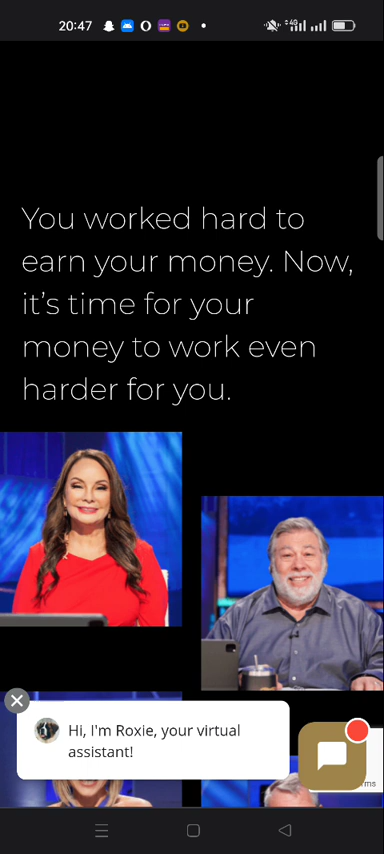 20:47
4G
You worked hard to
earn your money. Now,
it’s time for your
money to work even
harder for you.
Hi, I'm Roxie, your virtual
assistant!